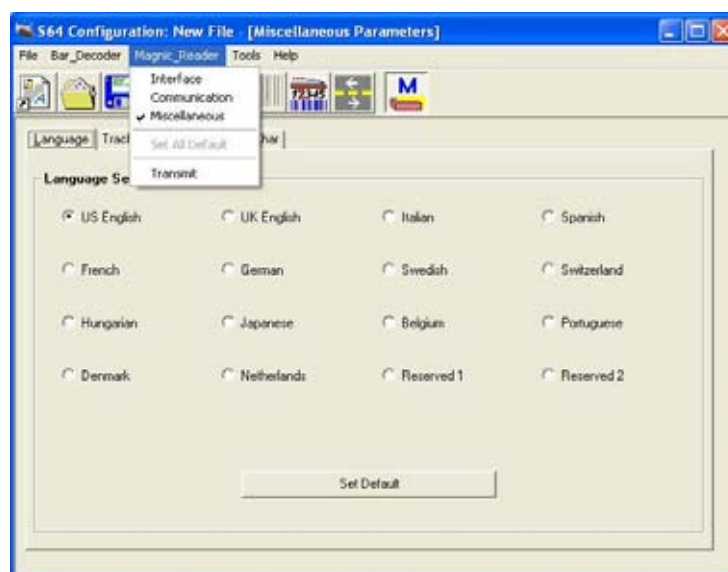 S64 Configuration: New File - [Miscellaneous Parameters]
File Bar_Decoder Magnic_Reader Tools Help
Interface
Communication
Miscellaneous
Set All Default
Transmit
M
Language Trac har
Language Se
US English UK English Italian Spanish
French German Swedish Switzerland
Hungarian Japanese Belgium Portuguese
Denmark Netherlands Reserved 1 Reserved 2
Set Default